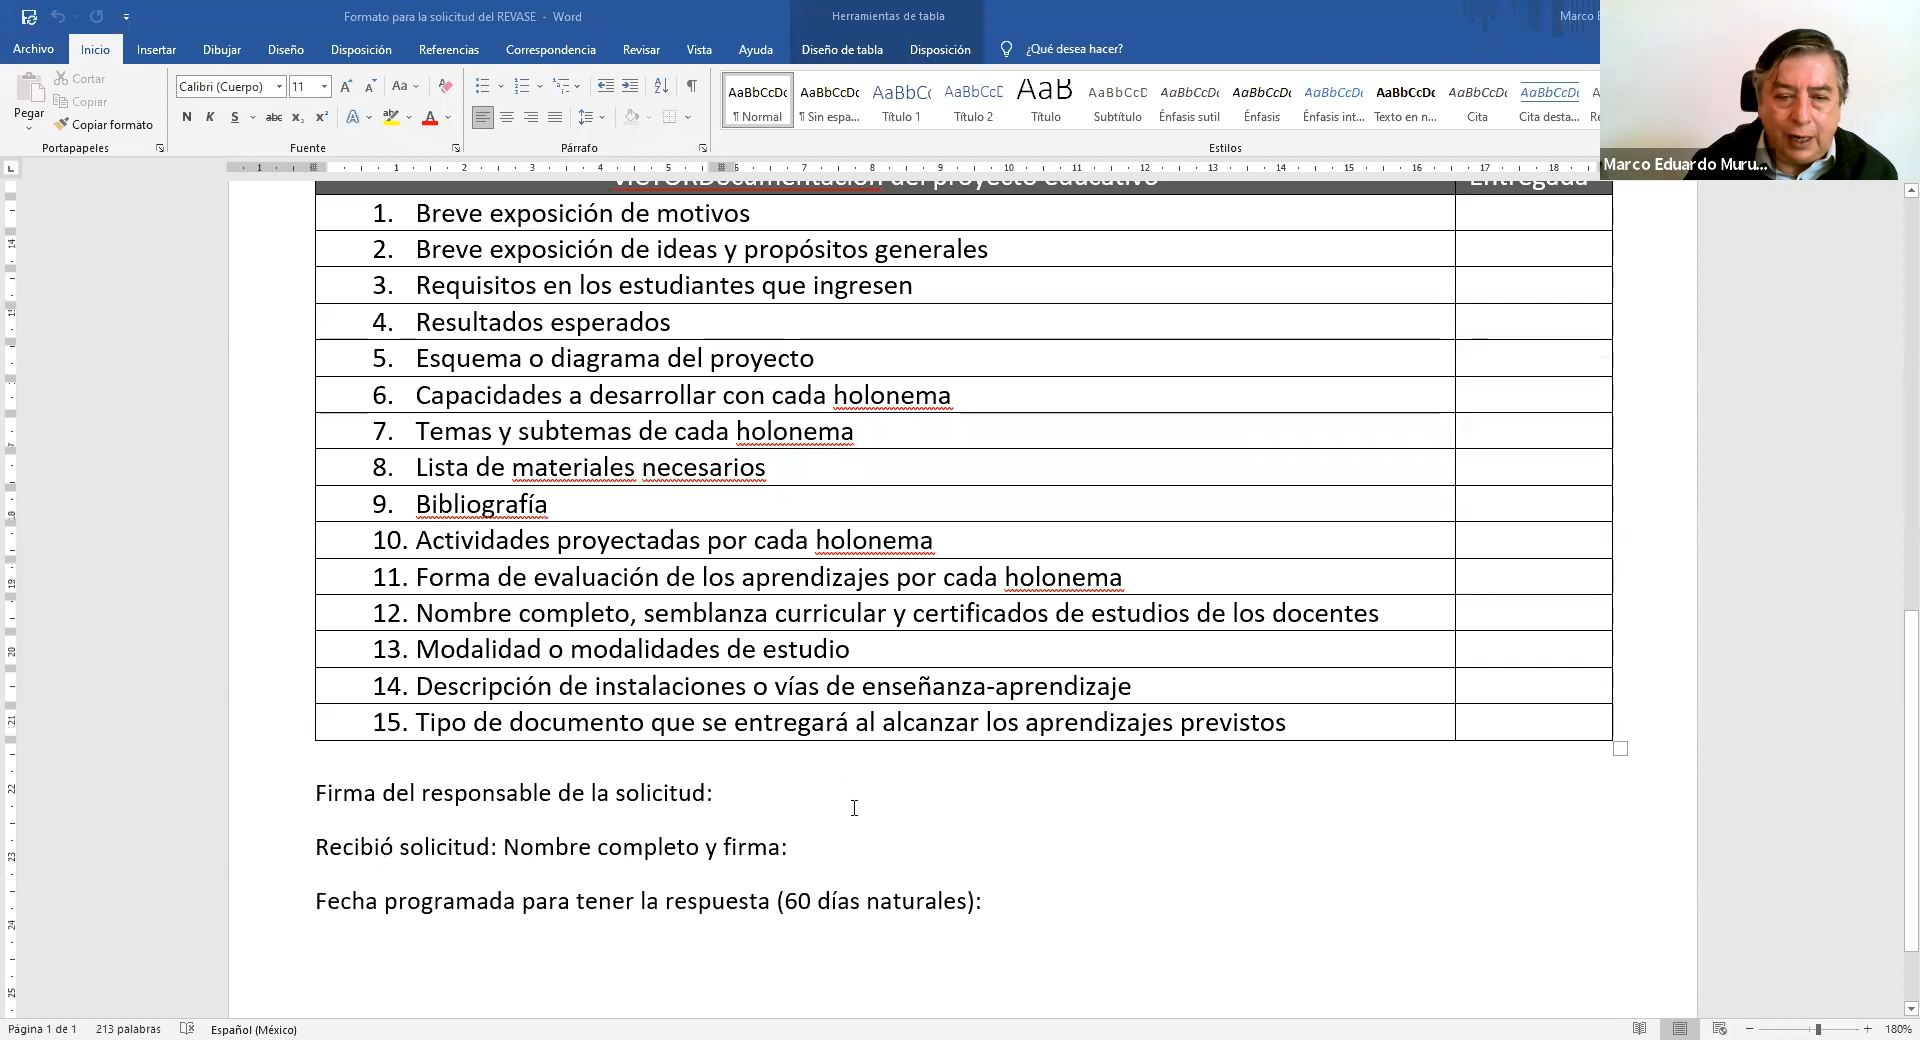 Formato para la solicitud del REVASE - Word
Herramientas de tabla
Marco E
Archivo Inicio Insertar Dibujar Diseño Disposición Referencias Correspondencia Revisar Vista Ayuda Diseño de tabla Disposición ¿Qué desea hacer?
Pegar
Cortar
Copiar
Copiar formato
Portapapeles
Calibri (Cuerpo) 11
N K S abc x₂ x²
Fuente
Párrafo
AaBbCcDc AaBbCcDc AaBbC( AaBbCcE AaB AaBbCcD AaBbCcDc AaBbCcDc AaBbCcDc AaBbCcDc AaBbCcDc AaBbCcDc
¶ Normal ¶ Sin espa... Título 1 Título 2 Título Subtítulo Énfasis sutil Énfasis Énfasis int... Texto en n... Cita Cita desta...
Estilos
Marco Eduardo Muru...
del proyecto educativo Entregada
1. Breve exposición de motivos
2. Breve exposición de ideas y propósitos generales
3. Requisitos en los estudiantes que ingresen
4. Resultados esperados
5. Esquema o diagrama del proyecto
6. Capacidades a desarrollar con cada holonema
7. Temas y subtemas de cada holonema
8. Lista de materiales necesarios
9. Bibliografía
10. Actividades proyectadas por cada holonema
11. Forma de evaluación de los aprendizajes por cada holonema
12. Nombre completo, semblanza curricular y certificados de estudios de los docentes
13. Modalidad o modalidades de estudio
14. Descripción de instalaciones o vías de enseñanza-aprendizaje
15. Tipo de documento que se entregará al alcanzar los aprendizajes previstos
Firma del responsable de la solicitud:
Recibió solicitud: Nombre completo y firma:
Fecha programada para tener la respuesta (60 días naturales):
Página 1 de 1 213 palabras Español (México) 180%